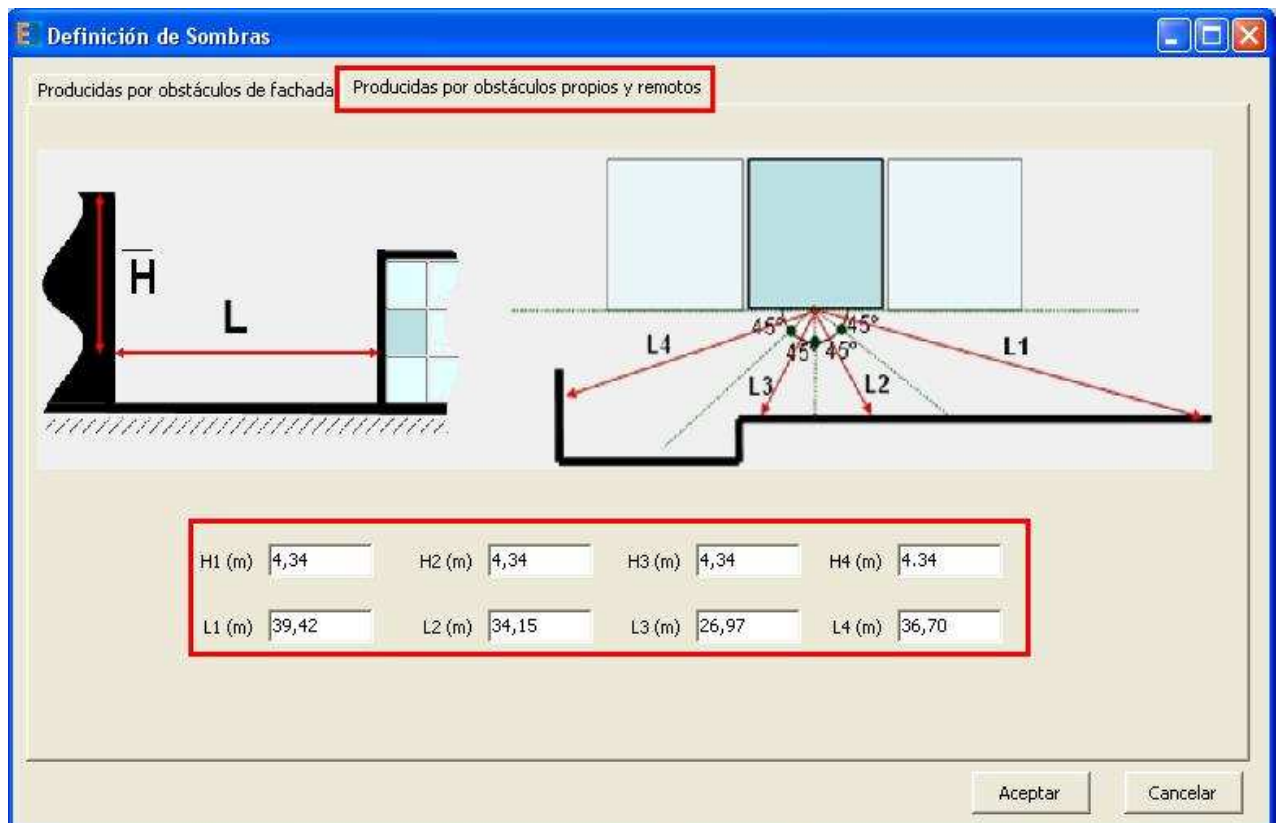 Definición de Sombras
Producidas por obstáculos de fachada
Producidas por obstáculos propios y remotos
H
L
45°
45°
45°
45°
L4
L3
L2
L1
H1 (m) 4,34 H2 (m) 4,34 H3 (m) 4,34 H4 (m) 4.34
L1 (m) 39,42 L2 (m) 34,15 L3 (m) 26,97 L4 (m) 36,70
Aceptar Cancelar